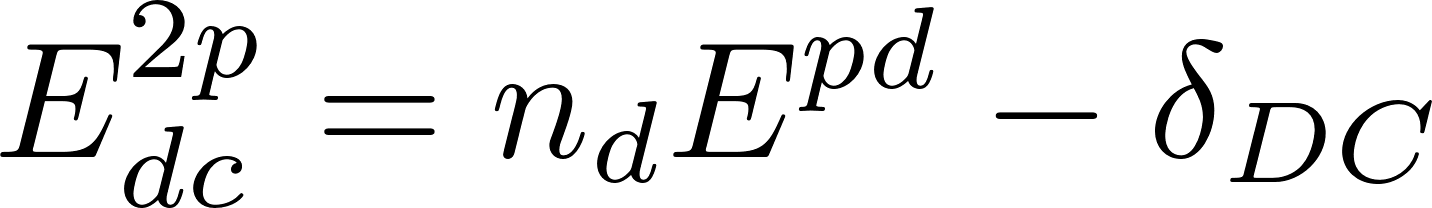 $E_{dc}^{2p} = n_d E^{pd} - \delta_{DC}$